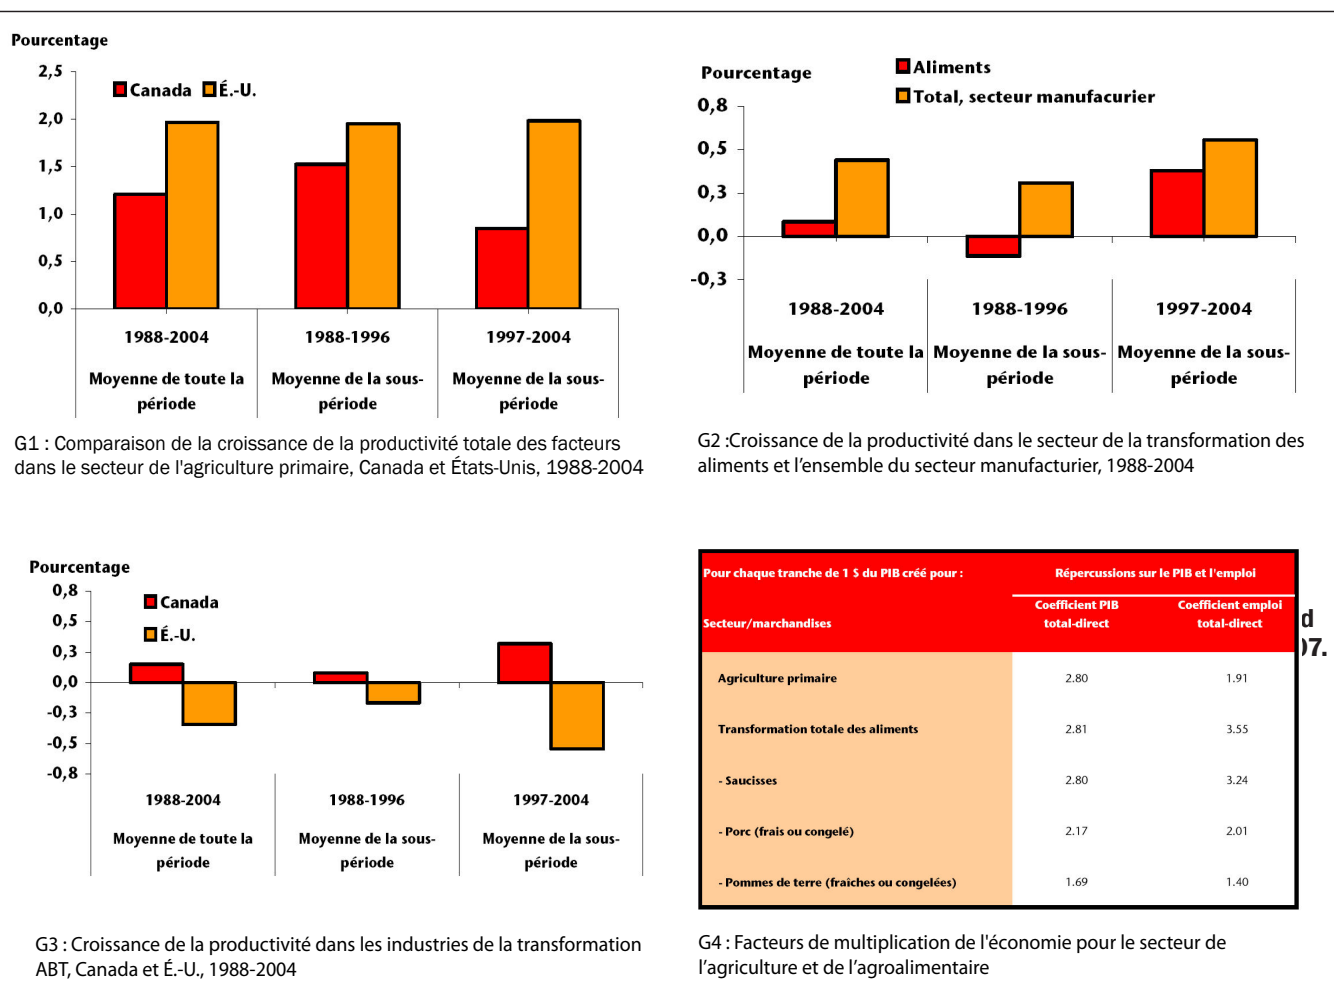 Pourcentage
2,5
Canada É.-U.
2,0
1,5
1,0
0,5
0,0
1988-2004 1988-1996 1997-2004
Moyenne de toute la Moyenne de la sous- Moyenne de la sous-
période période période
G1 : Comparaison de la croissance de la productivité totale des facteurs
dans le secteur de l'agriculture primaire, Canada et États-Unis, 1988-2004
Aliments
Pourcentage
Total, secteur manufacurier
0,8
0,5
0,3
0,0
-0,3
1988-2004 1988-1996 1997-2004
Moyenne de toute la Moyenne de la sous- Moyenne de la sous-
période période période
G2 :Croissance de la productivité dans le secteur de la transformation des
aliments et l’ensemble du secteur manufacturier, 1988-2004
Pourcentage
0,8
Canada
0,5
É.-U.
0,3
0,0
-0,3
-0,5
-0,8
1988-2004 1988-1996 1997-2004
Moyenne de toute la Moyenne de la sous- Moyenne de la sous-
période période période
G3 : Croissance de la productivité dans les industries de la transformation
ABT, Canada et É.-U., 1988-2004
Pour chaque tranche de 1 $ du PIB créé pour : Répercussions sur le PIB et l'emploi
Coefficient PIB Coefficient emploi
Secteur/marchandises total-direct total-direct
d
07.
Agriculture primaire 2.80 1.91
Transformation totale des aliments 2.81 3.55
- Saucisses 2.80 3.24
- Porc (frais ou congelé) 2.17 2.01
- Pommes de terre (fraîches ou congelées) 1.69 1.40
G4 : Facteurs de multiplication de l'économie pour le secteur de
l’agriculture et de l’agroalimentaire